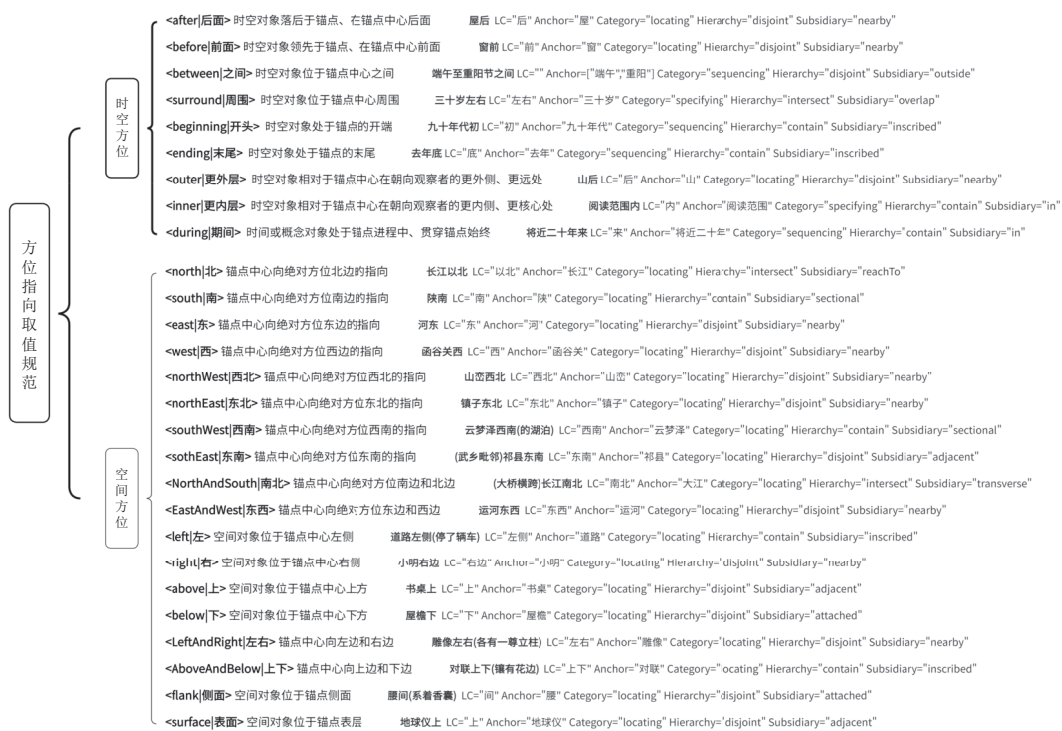 方位指向取值规范
时空方位
<after|后面> 时空对象落后于锚点、在锚点中心后面 屋后 LC="后" Anchor="屋" Category="locating" Hierarchy="disjoint" Subsidiary="nearby"
<before|前面> 时空对象领先于锚点、在锚点中心前面 窗前 LC="前" Anchor="窗" Category="locating" Hierarchy="disjoint" Subsidiary="nearby"
<between|之间> 时空对象位于锚点中心之间 端午至重阳节之间 LC="" Anchor=["端午","重阳"] Category="sequencing" Hierarchy="disjoint" Subsidiary="outside"
<surround|周围> 时空对象位于锚点中心周围 三十岁左右 LC="左右" Anchor="三十岁" Category="specifying" Hierarchy="intersect" Subsidiary="overlap"
<beginning|开头> 时空对象处于锚点的开端 九十年代初 LC="初" Anchor="九十年代" Category="sequencing" Hierarchy="contain" Subsidiary="inscribed"
<ending|末尾> 时空对象处于锚点的末尾 去年底 LC="底" Anchor="去年" Category="sequencing" Hierarchy="contain" Subsidiary="inscribed"
<outer|更外层> 时空对象相对于锚点中心在朝向观察者的更外侧、更远处 山后 LC="后" Anchor="山" Category="locating" Hierarchy="disjoint" Subsidiary="nearby"
<inner|更内层> 时空对象相对于锚点中心在朝向观察者的更内侧、更核心处 阅读范围内 LC="内" Anchor="阅读范围" Category="specifying" Hierarchy="contain" Subsidiary="in"
<during|期间> 时间或概念对象处于锚点进程中、贯穿锚点始终 将近二十年来 LC="来" Anchor="将近二十年" Category="sequencing" Hierarchy="contain" Subsidiary="in"
空间方位
<north|北> 锚点中心向绝对方位北边的指向 长江以北 LC="以北" Anchor="长江" Category="locating" Hierarchy="intersect" Subsidiary="reachTo"
<south|南> 锚点中心向绝对方位南边的指向 陕南 LC="南" Anchor="陕" Category="locating" Hierarchy="contain" Subsidiary="sectional"
<east|东> 锚点中心向绝对方位东边的指向 河东 LC="东" Anchor="河" Category="locating" Hierarchy="disjoint" Subsidiary="nearby"
<west|西> 锚点中心向绝对方位西边的指向 函谷关西 LC="西" Anchor="函谷关" Category="locating" Hierarchy="disjoint" Subsidiary="nearby"
<northWest|西北> 锚点中心向绝对方位西北的指向 山峦西北 LC="西北" Anchor="山峦" Category="locating" Hierarchy="disjoint" Subsidiary="nearby"
<northEast|东北> 锚点中心向绝对方位东北的指向 镇子东北 LC="东北" Anchor="镇子" Category="locating" Hierarchy="disjoint" Subsidiary="nearby"
<southWest|西南> 锚点中心向绝对方位西南的指向 云梦泽西南(的湖泊) LC="西南" Anchor="云梦泽" Category="locating" Hierarchy="contain" Subsidiary="sectional"
<sothEast|东南> 锚点中心向绝对方位东南的指向 (武乡毗邻)祁县东南 LC="东南" Anchor="祁县" Category="locating" Hierarchy="disjoint" Subsidiary="adjacent"
<NorthAndSouth|南北> 锚点中心向绝对方位南边和北边 (大桥横跨)长江南北 LC="南北" Anchor="大江" Category="locating" Hierarchy="intersect" Subsidiary="transverse"
<EastAndWest|东西> 锚点中心向绝对方位东边和西边 运河东西 LC="东西" Anchor="运河" Category="locating" Hierarchy="disjoint" Subsidiary="nearby"
<left|左> 空间对象位于锚点中心左侧 道路左侧(停了辆车) LC="左侧" Anchor="道路" Category="locating" Hierarchy="contain" Subsidiary="inscribed"
<right|右> 空间对象位于锚点中心右侧 小明右边 LC="右边" Anchor="小明" Category="locating" Hierarchy="disjoint" Subsidiary="nearby"
<above|上> 空间对象位于锚点中心上方 书桌上 LC="上" Anchor="书桌" Category="locating" Hierarchy="disjoint" Subsidiary="adjacent"
<below|下> 空间对象位于锚点中心下方 屋檐下 LC="下" Anchor="屋檐" Category="locating" Hierarchy="disjoint" Subsidiary="attached"
<LeftAndRight|左右> 锚点中心向左边和右边 雕像左右(各有一尊立柱) LC="左右" Anchor="雕像" Category="locating" Hierarchy="disjoint" Subsidiary="nearby"
<AboveAndBelow|上下> 锚点中心向上边和下边 对联上下(镶有花边) LC="上下" Anchor="对联" Category="locating" Hierarchy="contain" Subsidiary="inscribed"
<flank|侧面> 空间对象位于锚点侧面 腰间(系着香囊) LC="间" Anchor="腰" Category="locating" Hierarchy="disjoint" Subsidiary="attached"
<surface|表面> 空间对象位于锚点表层 地球仪上 LC="上" Anchor="地球仪" Category="locating" Hierarchy="disjoint" Subsidiary="adjacent"